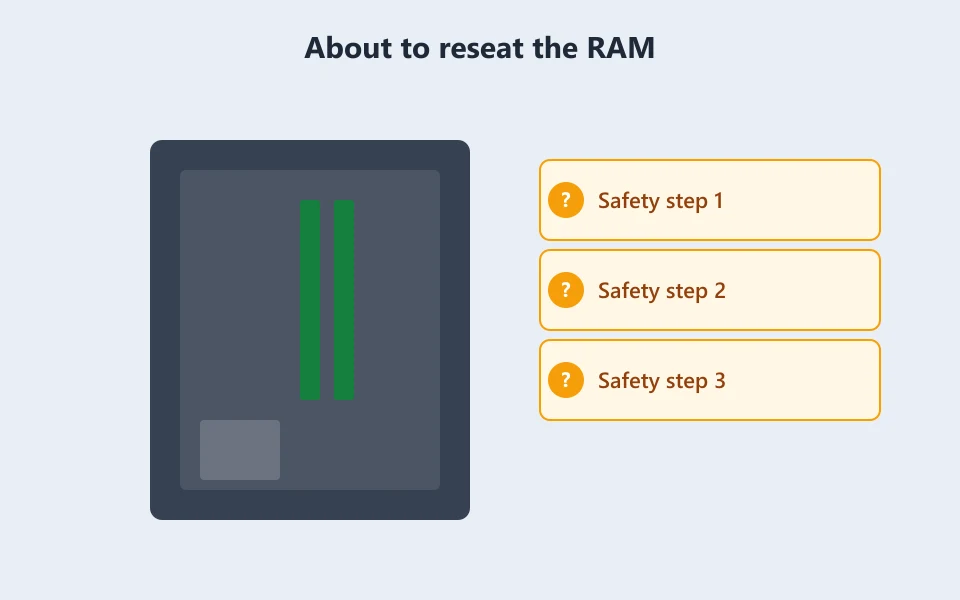 About to reseat the RAM
? Safety step 1
? Safety step 2
? Safety step 3